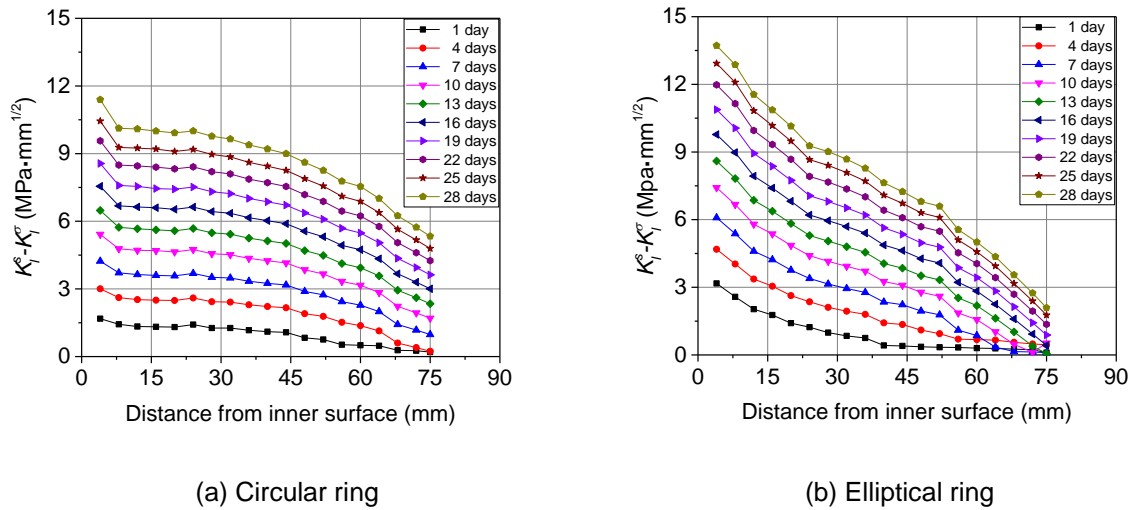 15
12
9
6
3
0
0 15 30 45 60 75 90
K_I^s-K_I^σ (MPa·mm^1/2)
Distance from inner surface (mm)
1 day
4 days
7 days
10 days
13 days
16 days
19 days
22 days
25 days
28 days
(a) Circular ring
15
12
9
6
3
0
0 15 30 45 60 75 90
K_I^s-K_I^σ (Mpa·mm^1/2)
Distance from inner surface (mm)
1 day
4 days
7 days
10 days
13 days
16 days
19 days
22 days
25 days
28 days
(b) Elliptical ring